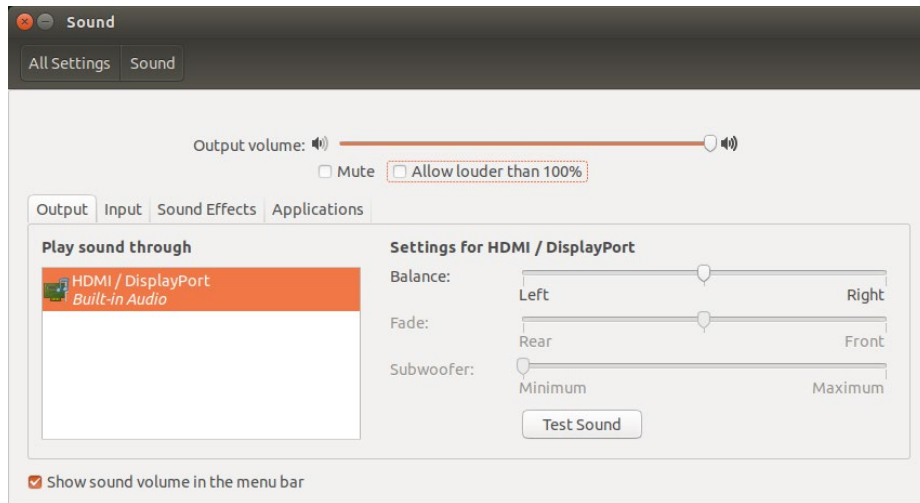 Sound
All Settings Sound
Output volume:
Mute Allow louder than 100%
Output Input Sound Effects Applications
Play sound through
HDMI / DisplayPort
Built-in Audio
Settings for HDMI / DisplayPort
Balance:
Left Right
Fade:
Rear Front
Subwoofer:
Minimum Maximum
Test Sound
Show sound volume in the menu bar